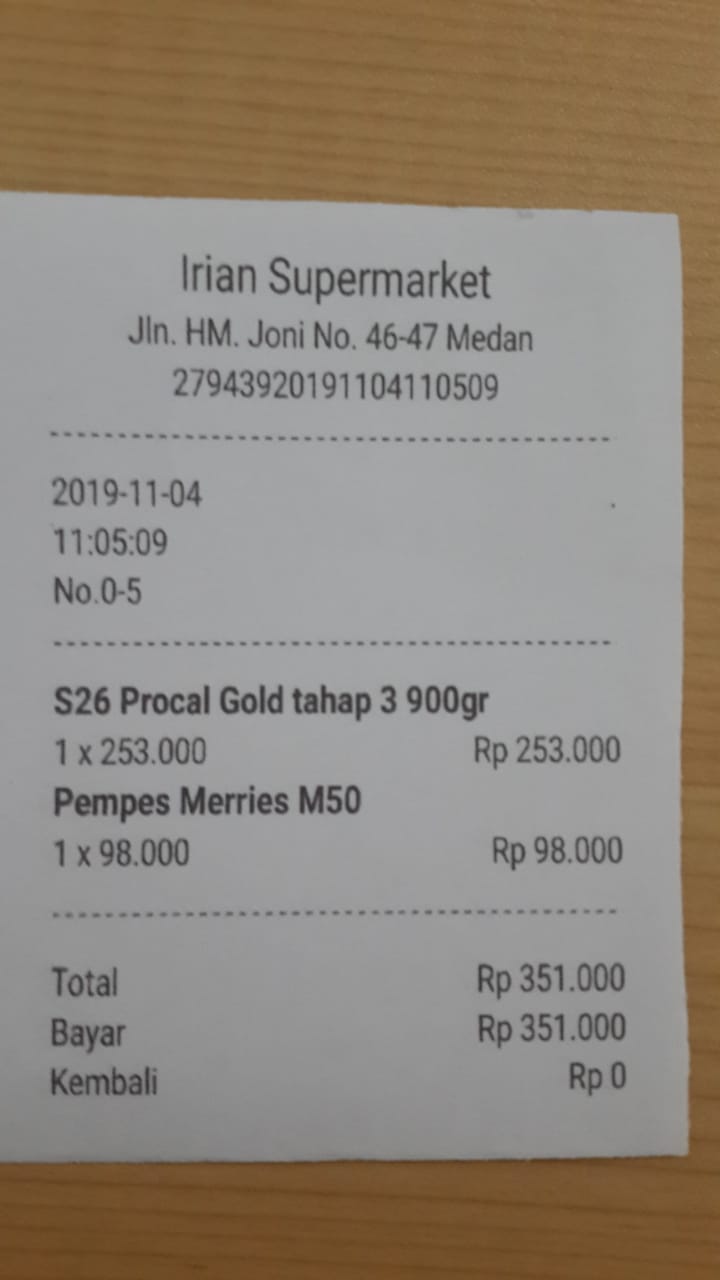 Irian Supermarket
Jln. HM. Joni No. 46-47 Medan
27943920191104110509
2019-11-04
11:05:09
No.0-5
S26 Procal Gold tahap 3 900gr
1 x 253.000 Rp 253.000
Pempes Merries M50
1 x 98.000 Rp 98.000
Total Rp 351.000
Bayar Rp 351.000
Kembali Rp 0